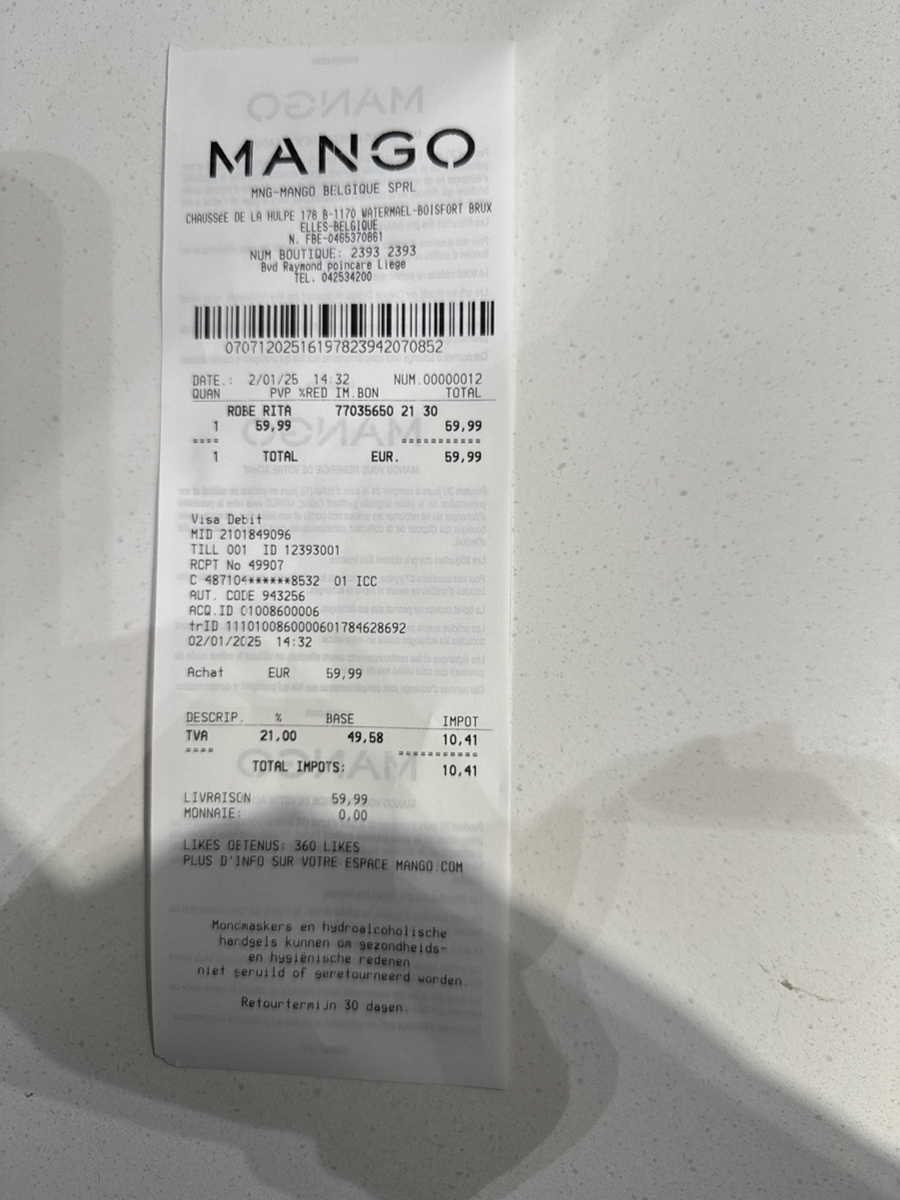 MANGO
MNG-MANGO BELGIQUE SPRL
CHAUSSéE DE LA HULPE 178 B-1170 WATERMAEL-BOISFORT BRUX
ELLES-BELGIQUE
N. FBE-0465370861
NUM BOUTIQUE: 2393 2393
Bvd Raymond poincare Liege
TEL. 042534200
07071202516197823942070852
DATE.: 2/01/25 14:32 NUM.00000012
QUAN PVP %RED IM.BON TOTAL
ROBE RITA 77035650 21 30
1 59,99 59,99
==== ===========
1 TOTAL EUR. 59,99
Visa Debit
MID 2101849096
TILL 001 ID 12393001
RCPT No 49907
C 487104******8532 01 ICC
AUT. CODE 943256
ACQ.ID 01008600006
trID 1110100860000601784628692
02/01/2025 14:32
Achat EUR 59,99
DESCRIP. % BASE IMPOT
TVA 21,00 49,58 10,41
==== ===========
TOTAL IMPOTS: 10,41
LIVRAISON 59,99
MONNAIE: 0,00
LIKES OBTENUS: 360 LIKES
PLUS D'INFO SUR VOTRE ESPACE MANGO.COM
Mondmaskers en hydroalcoholische
handgels kunnen om gezondheids-
en hygiënische redenen
niet geruild of geretourneerd worden.
Retourtermijn 30 dagen.